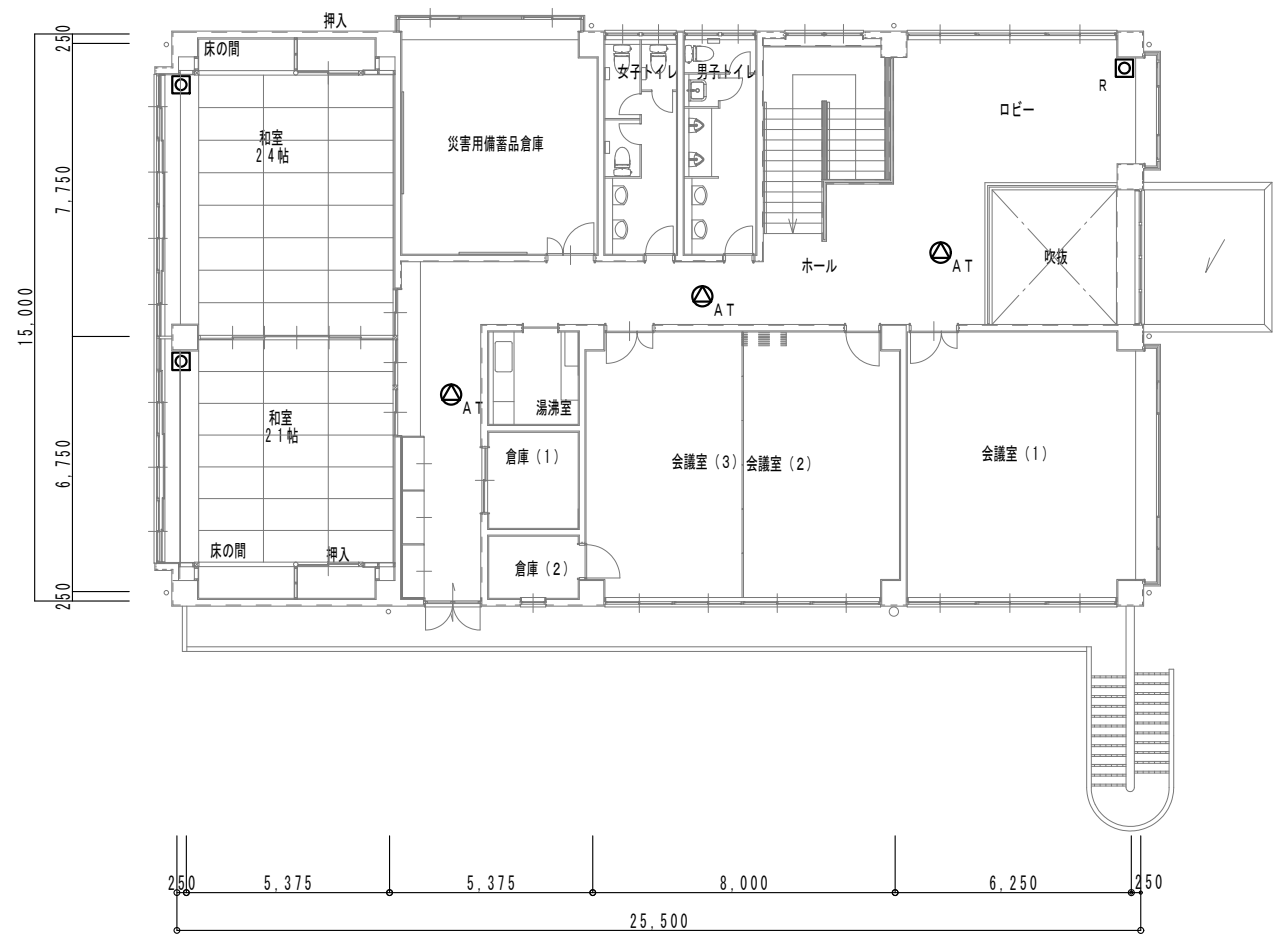 押入
床の間
女子トイレ
男子トイレ
R
ロビー
和室
24帖
災害用備蓄品倉庫
250
7,750
15,000
6,750
250
吹抜
ホール
AT
AT
AT
湯沸室
和室
21帖
倉庫（1）
会議室（3）
会議室（2）
会議室（1）
床の間
押入
倉庫（2）
250
5,375
5,375
8,000
6,250
250
25,500